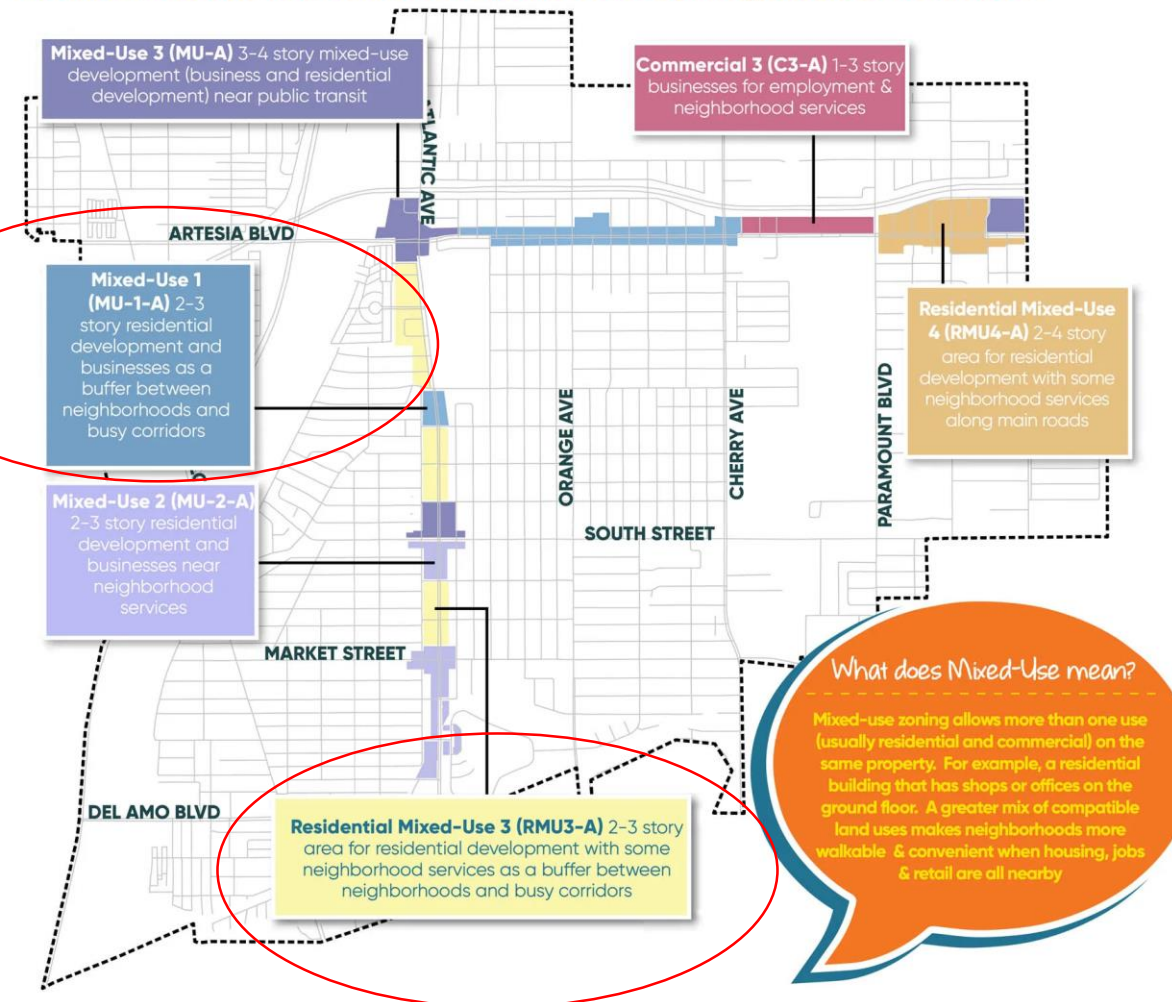 Mixed-Use 3 (MU-A) 3-4 story mixed-use
development (business and residential
development) near public transit
Commercial 3 (C3-A) 1-3 story
businesses for employment &
neighborhood services
TLANTIC AVE
ARTESIA BLVD
Mixed-Use 1
(MU-1-A) 2-3
story residential
development and
businesses as a
buffer between
neighborhoods and
busy corridors
Residential Mixed-Use
4 (RMU4-A) 2-4 story
area for residential
development with some
neighborhood services
along main roads
ORANGE AVE
CHERRY AVE
PARAMOUNT BLVD
Mixed-Use 2 (MU-2-A)
2-3 story residential
development and
businesses near
neighborhood
services
SOUTH STREET
MARKET STREET
What does Mixed-Use mean?
Mixed-use zoning allows more than one use
(usually residential and commercial) on the
same property. For example, a residential
building that has shops or offices on the
ground floor. A greater mix of compatible
land uses makes neighborhoods more
walkable & convenient when housing, jobs
& retail are all nearby
DEL AMO BLVD
Residential Mixed-Use 3 (RMU3-A) 2-3 story
area for residential development with some
neighborhood services as a buffer between
neighborhoods and busy corridors